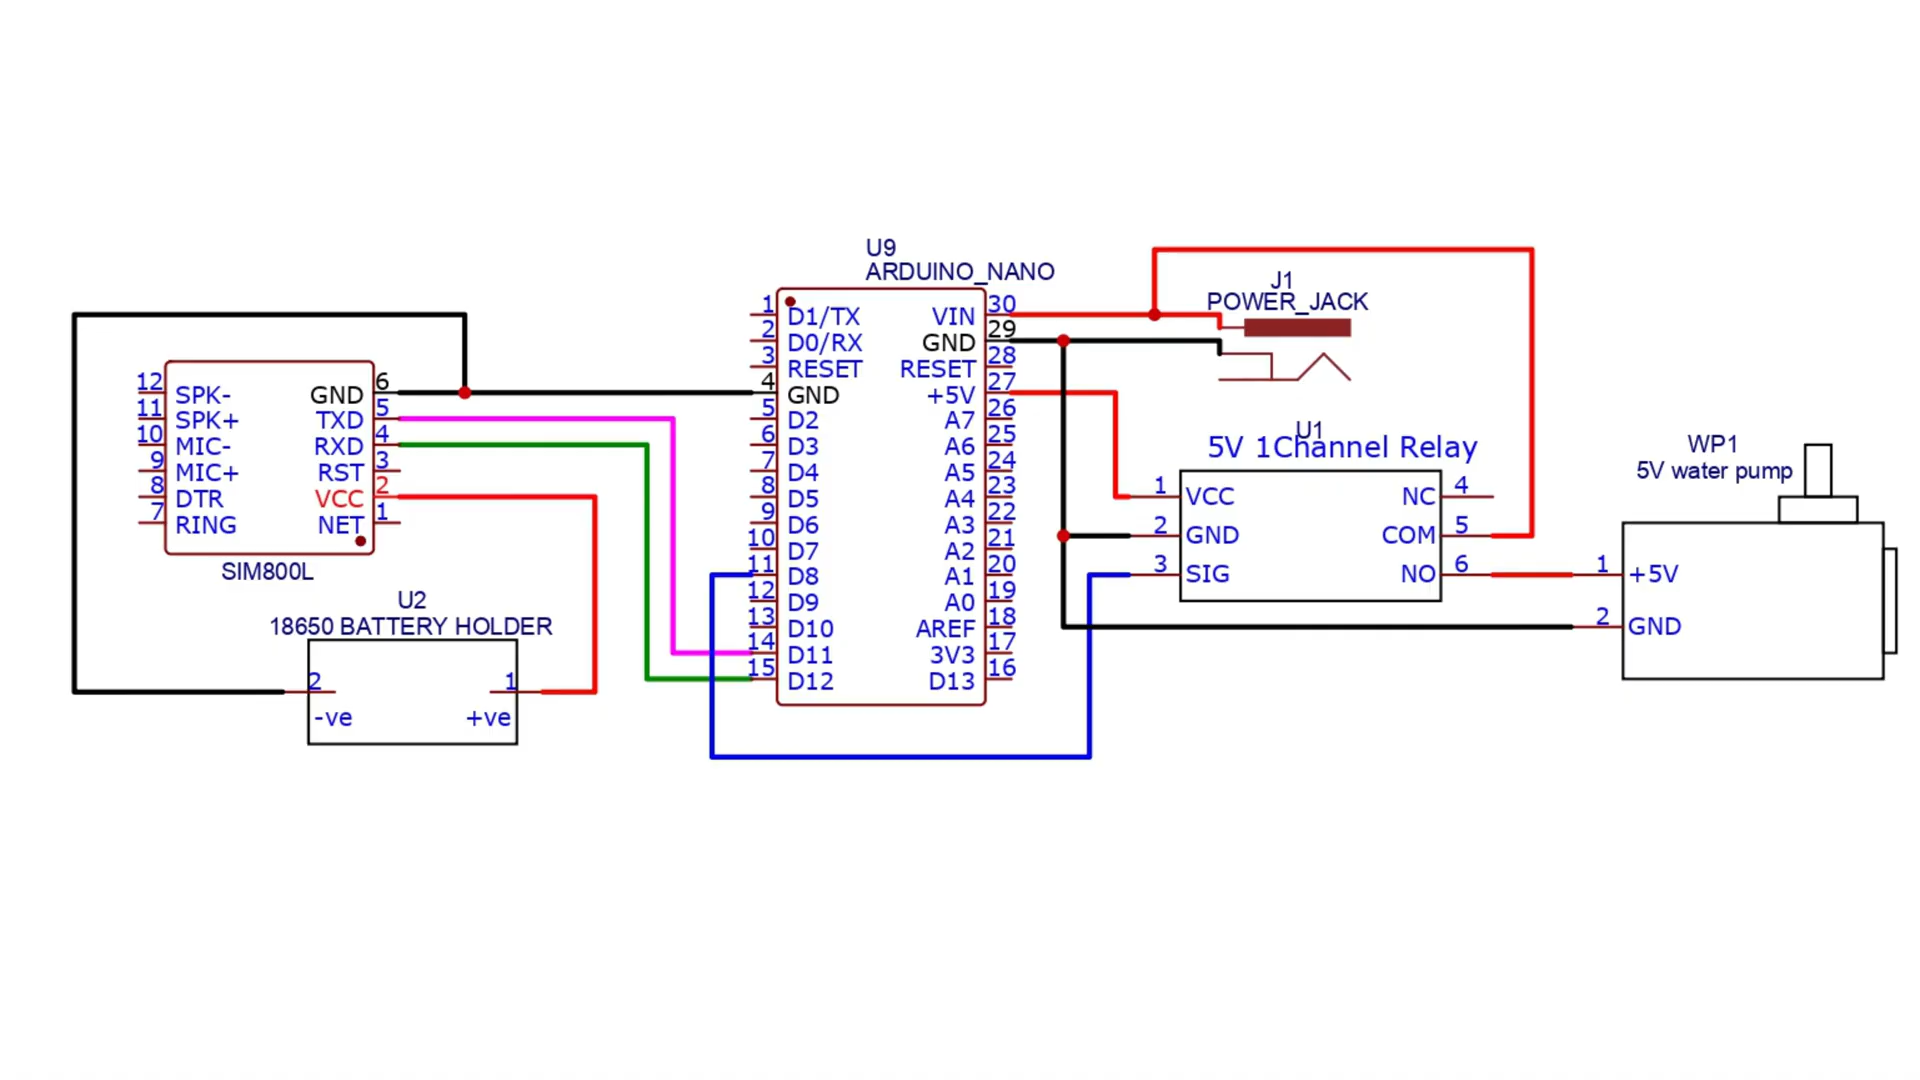 12 SPK-
11 SPK+
10 MIC-
9 MIC+
8 DTR
7 RING
GND 6
TXD 5
RXD 4
RST 3
VCC 2
NET 1
SIM800L
U2
18650 BATTERY HOLDER
2 1
-ve +ve
U9
ARDUINO_NANO
1 D1/TX
2 D0/RX
3 RESET
4 GND
5 D2
6 D3
7 D4
8 D5
9 D6
10 D7
11 D8
12 D9
13 D10
14 D11
15 D12
VIN 30
GND 29
RESET 28
+5V 27
A7 26
A6 25
A5 24
A4 23
A3 22
A2 21
A1 20
A0 19
AREF 18
3V3 17
D13 16
J1
POWER_JACK
U1
5V 1Channel Relay
1 VCC
2 GND
3 SIG
NC 4
COM 5
NO 6
WP1
5V water pump
1 +5V
2 GND